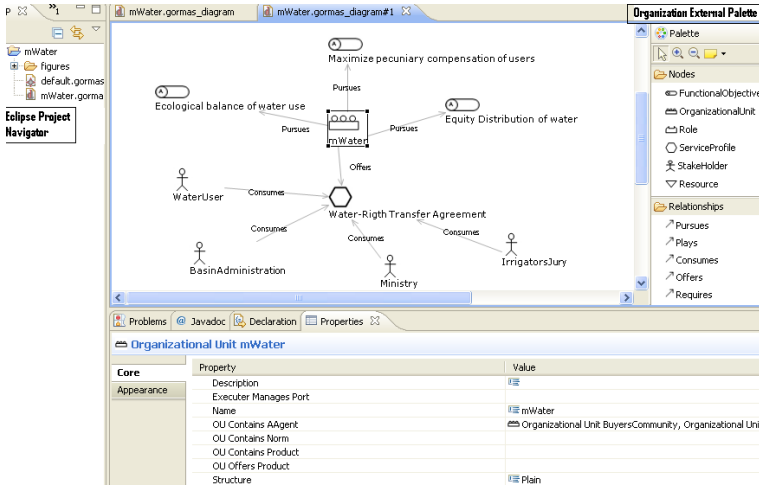 P
»1
mWater.gormas_diagram
mWater.gormas_diagram#1
Organization External Palette
mWater
figures
default.gormas
mWater.gorma
Eclipse Project
Navigator
A
Maximize pecuniary compensation of users
Pursues
A
Ecological balance of water use
A
Equity Distribution of water
Pursues
Pursues
mWater
Offers
WaterUser
Consumes
Water-Rigth Transfer Agreement
Consumes
Consumes
Consumes
BasinAdministration
Ministry
IrrigatorsJury
Palette
Nodes
FunctionalObjective
OrganizationalUnit
Role
ServiceProfile
StakeHolder
Resource
Relationships
Pursues
Plays
Consumes
Offers
Requires
Problems
@ Javadoc
Declaration
Properties
Organizational Unit mWater
Core
Appearance
Property
Value
Description
Executer Manages Port
Name
mWater
OU Contains AAgent
Organizational Unit BuyersCommunity, Organizational Uni
OU Contains Norm
OU Contains Product
OU Offers Product
Structure
Plain